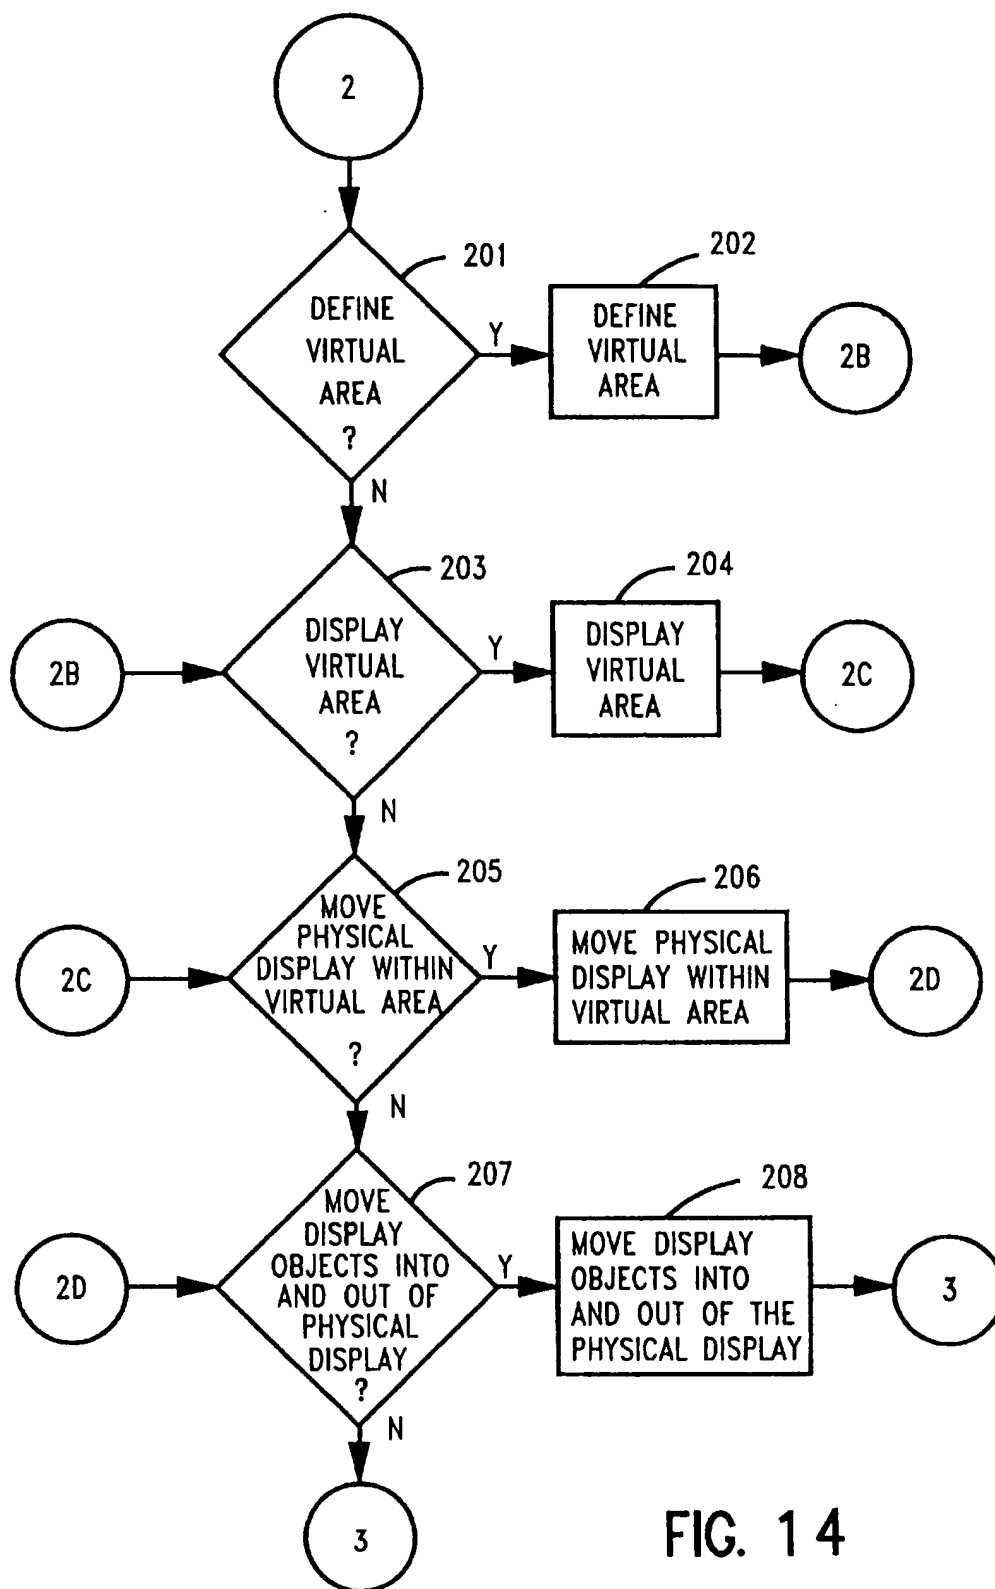 2
201
DEFINE
VIRTUAL
AREA
?
Y
202
DEFINE
VIRTUAL
AREA
2B
N
203
2B
DISPLAY
VIRTUAL
AREA
?
Y
204
DISPLAY
VIRTUAL
AREA
2C
N
205
2C
MOVE
PHYSICAL
DISPLAY WITHIN
VIRTUAL AREA
?
Y
206
MOVE PHYSICAL
DISPLAY WITHIN
VIRTUAL AREA
2D
N
207
2D
MOVE
DISPLAY
OBJECTS INTO
AND OUT OF
PHYSICAL
DISPLAY
?
Y
208
MOVE DISPLAY
OBJECTS INTO
AND OUT OF THE
PHYSICAL DISPLAY
3
N
3
FIG. 14